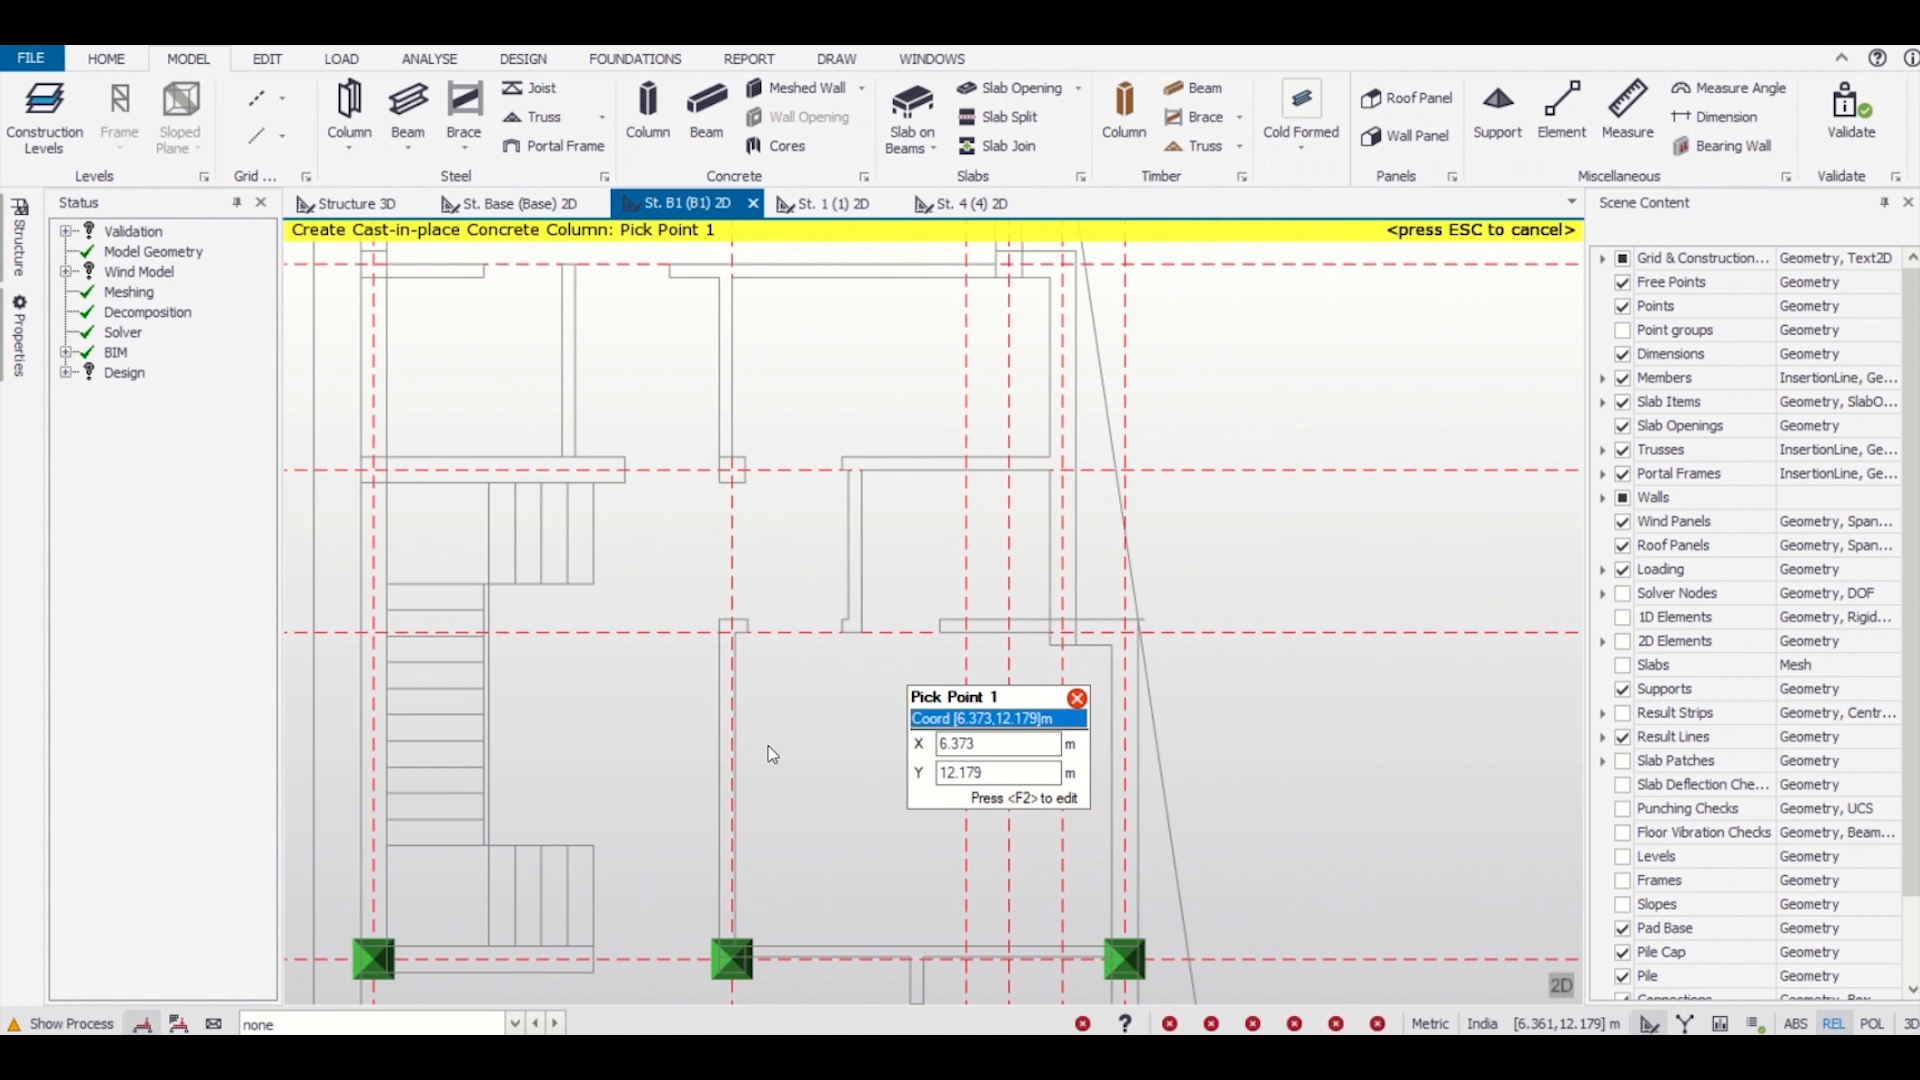 FILE HOME MODEL EDIT LOAD ANALYSE DESIGN FOUNDATIONS REPORT DRAW WINDOWS
Construction Levels
Frame
Sloped Plane
Levels
Grid ...
Column
Beam
Brace
Joist
Truss
Portal Frame
Steel
Column
Beam
Meshed Wall
Wall Opening
Cores
Concrete
Slab on Beams
Slab Opening
Slab Split
Slab Join
Slabs
Column
Beam
Brace
Truss
Timber
Cold Formed
Roof Panel
Wall Panel
Panels
Support
Element
Measure
Measure Angle
Dimension
Bearing Wall
Miscellaneous
Validate
Validate
Structure
Properties
Status
Validation
Model Geometry
Wind Model
Meshing
Decomposition
Solver
BIM
Design
Structure 3D St. Base (Base) 2D St. B1 (B1) 2D St. 1 (1) 2D St. 4 (4) 2D
Create Cast-in-place Concrete Column: Pick Point 1 <press ESC to cancel>
Pick Point 1
Coord [6.373,12.179]m
X 6.373 m
Y 12.179 m
Press <F2> to edit
2D
Scene Content
Grid & Construction... Geometry, Text2D
Free Points Geometry
Points Geometry
Point groups Geometry
Dimensions Geometry
Members InsertionLine, Ge...
Slab Items Geometry, SlabO...
Slab Openings Geometry
Trusses InsertionLine, Ge...
Portal Frames InsertionLine, Ge...
Walls
Wind Panels Geometry, Span...
Roof Panels Geometry, Span...
Loading Geometry
Solver Nodes Geometry, DOF
1D Elements Geometry, Rigid...
2D Elements Geometry
Slabs Mesh
Supports Geometry
Result Strips Geometry, Centr...
Result Lines Geometry
Slab Patches Geometry
Slab Deflection Che... Geometry
Punching Checks Geometry, UCS
Floor Vibration Checks Geometry, Beam...
Levels Geometry
Frames Geometry
Slopes Geometry
Pad Base Geometry
Pile Cap Geometry
Pile Geometry
Show Process none Metric India [6.361,12.179] m ABS REL POL 3D